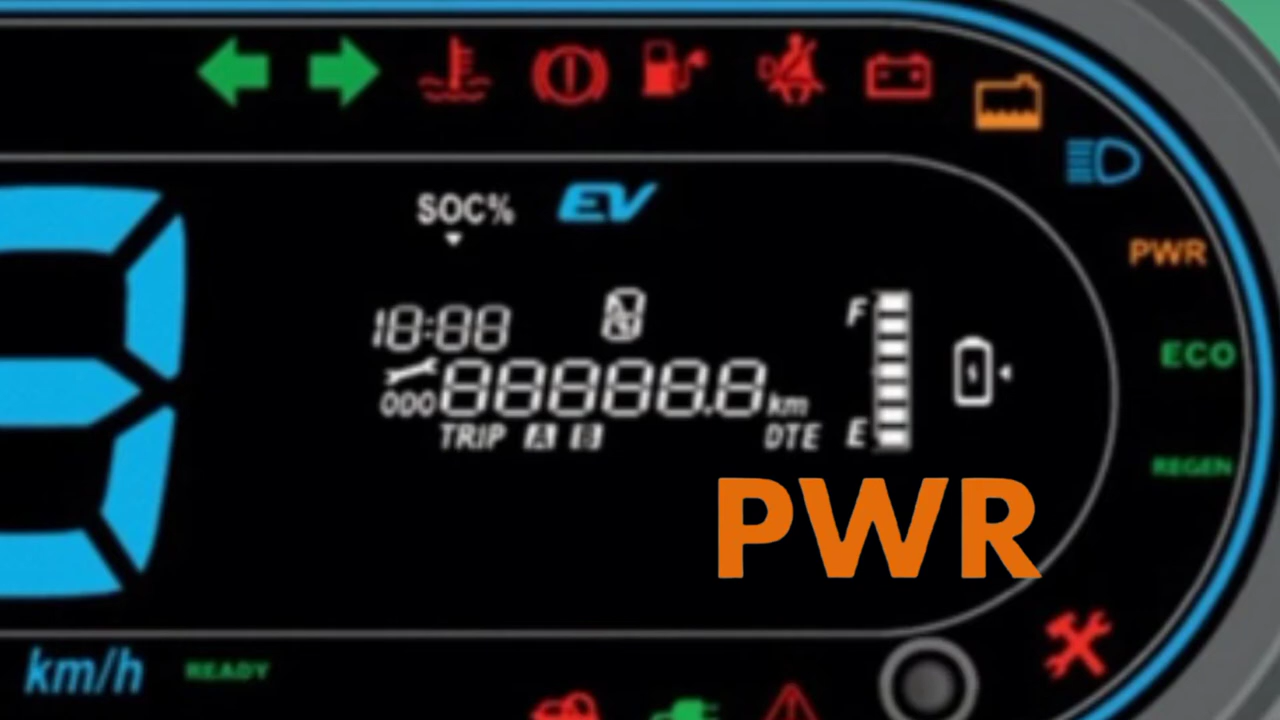 SOC% EV
PWR
18:88
F
ECO
ODO 888888.8 km
TRIP A B DTE E
REGEN
PWR
km/h READY